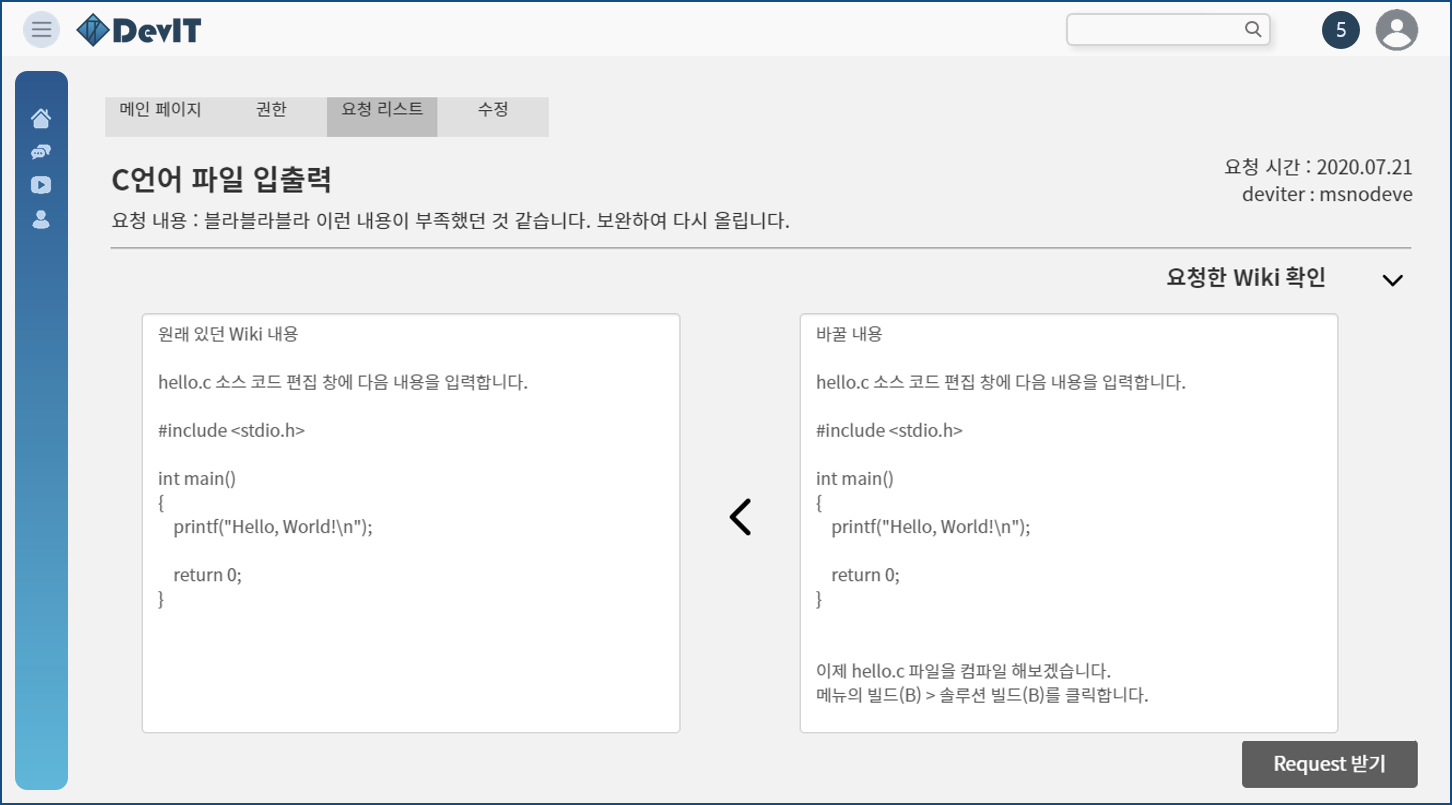 DevIT
5
메인 페이지 권한 요청 리스트 수정
C언어 파일 입출력
요청 시간 : 2020.07.21
deviter : msnodeve
요청 내용 : 블라블라블라 이런 내용이 부족했던 것 같습니다. 보완하여 다시 올립니다.
요청한 Wiki 확인
원래 있던 Wiki 내용
hello.c 소스 코드 편집 창에 다음 내용을 입력합니다.
#include <stdio.h>
int main()
{
printf("Hello, World!\n");
return 0;
}
바꿀 내용
hello.c 소스 코드 편집 창에 다음 내용을 입력합니다.
#include <stdio.h>
int main()
{
printf("Hello, World!\n");
return 0;
}
이제 hello.c 파일을 컴파일 해보겠습니다.
메뉴의 빌드(B) > 솔루션 빌드(B)를 클릭합니다.
Request 받기